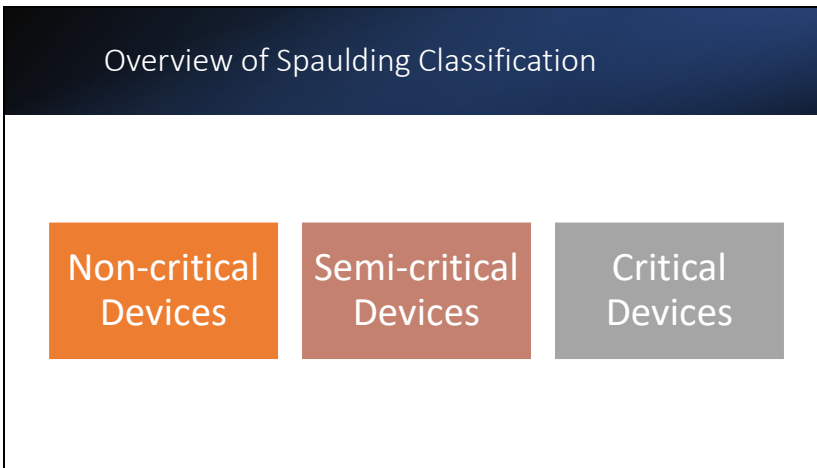 Overview of Spaulding Classification
Non-critical
Devices
Semi-critical
Devices
Critical
Devices